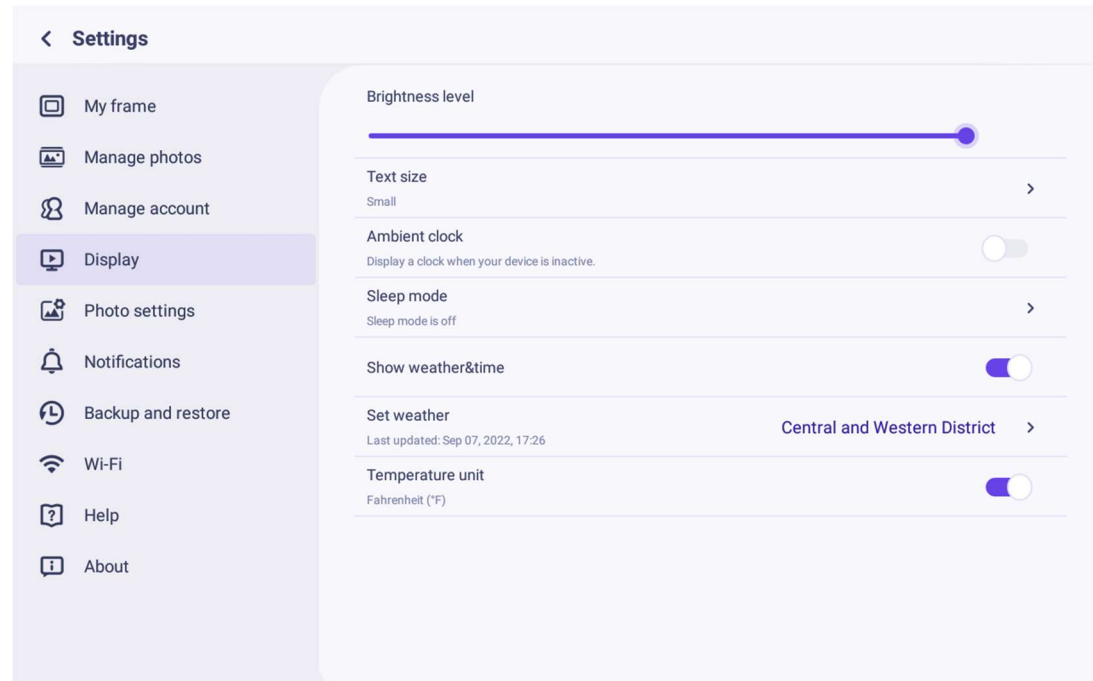 Settings
My frame
Manage photos
Manage account
Display
Photo settings
Notifications
Backup and restore
Wi-Fi
Help
About
Brightness level
Text size
Small
Ambient clock
Display a clock when your device is inactive.
Sleep mode
Sleep mode is off
Show weather&time
Set weather
Last updated: Sep 07, 2022, 17:26
Central and Western District
Temperature unit
Fahrenheit (°F)